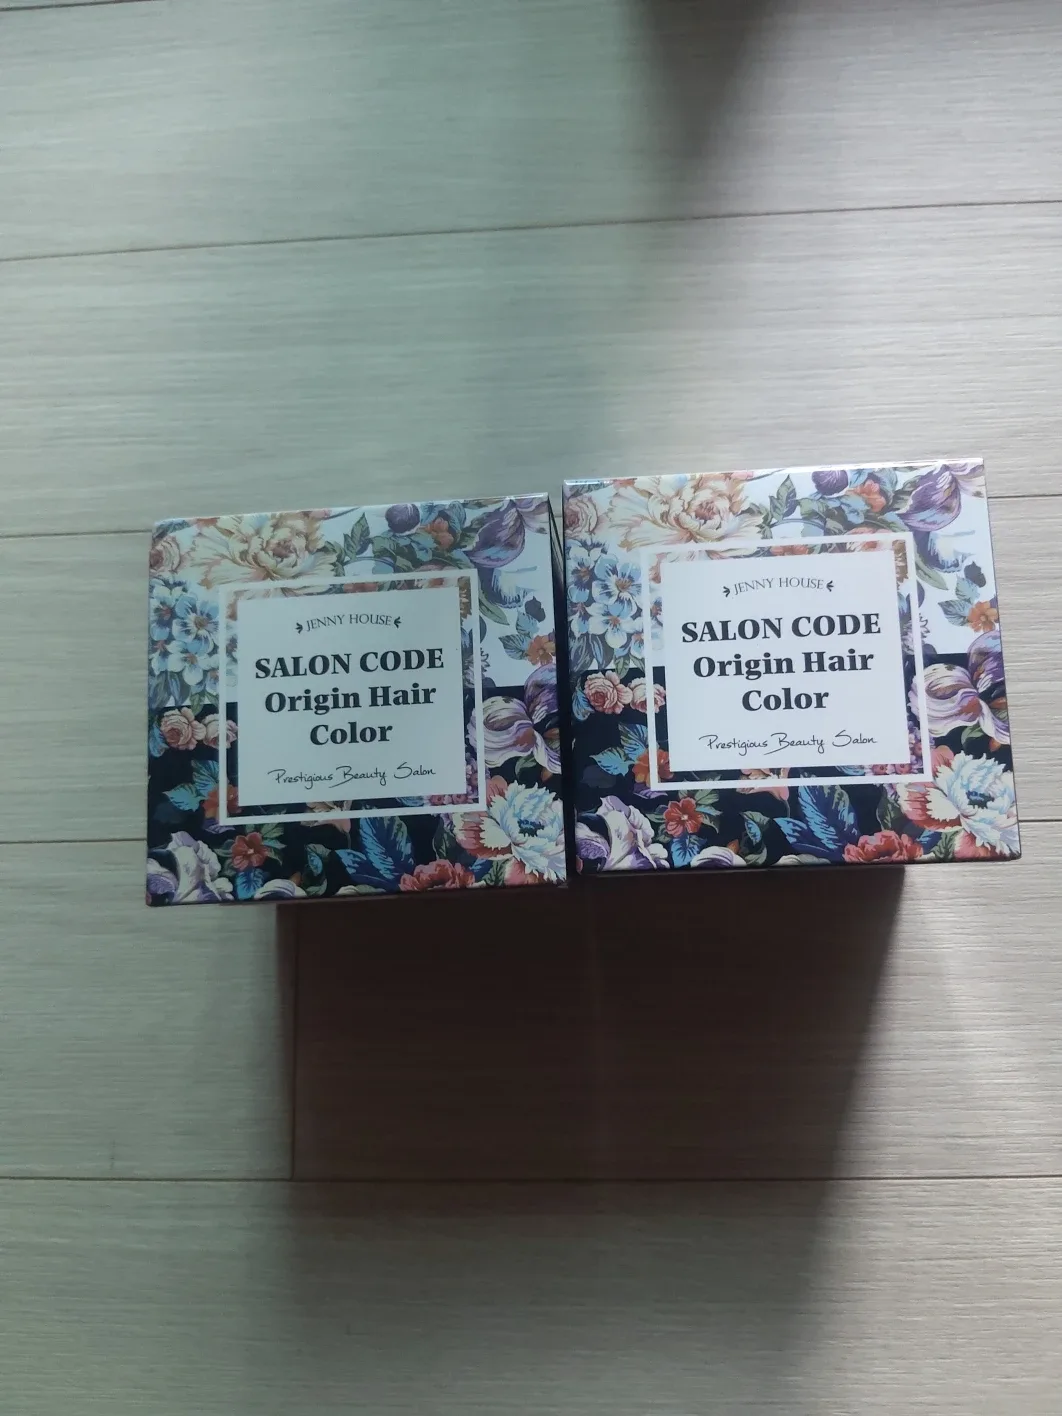 JENNY HOUSE
SALON CODE
Origin Hair
Color
Prestigious Beauty Salon
JENNY HOUSE
SALON CODE
Origin Hair
Color
Prestigious Beauty Salon